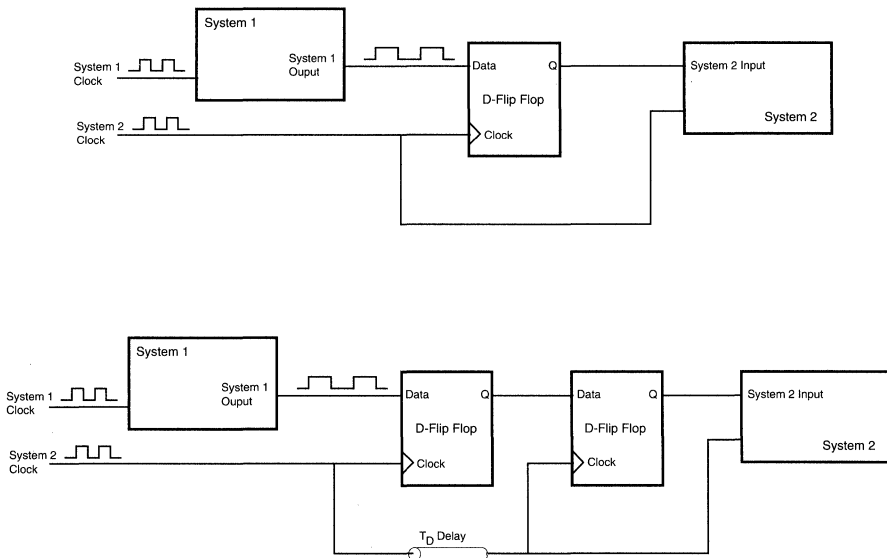 System 1
System 1
Ouput
System 1
Clock
Data
Q
D-Flip Flop
Clock
System 2 Input
System 2
System 2
Clock
System 1
System 1
Ouput
System 1
Clock
Data
Q
D-Flip Flop
Clock
Data
Q
D-Flip Flop
Clock
System 2 Input
System 2
System 2
Clock
TD Delay